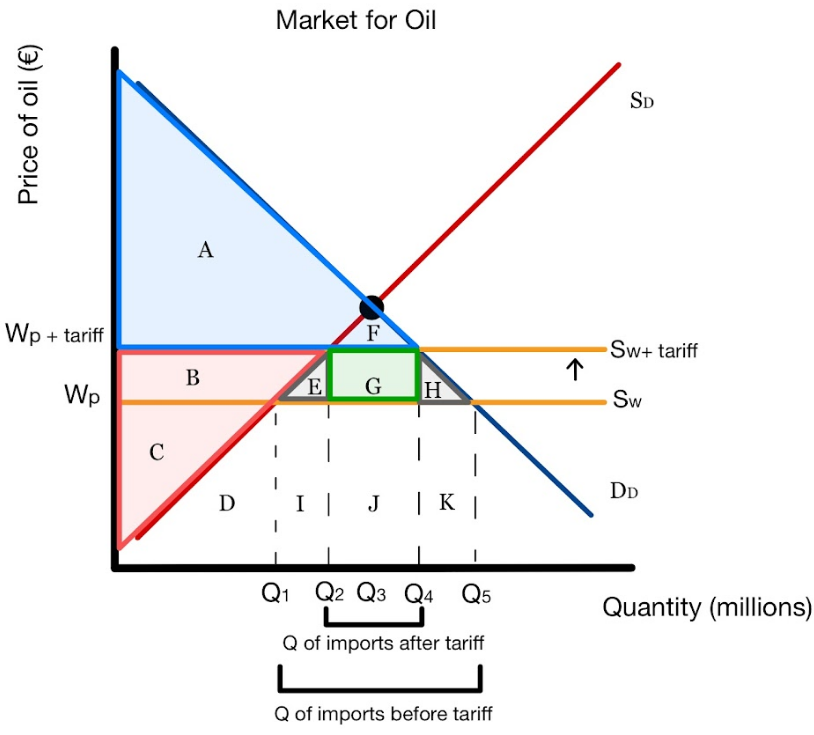 Market for Oil
Price of oil (€)
SD
A
F
Wp + tariff
Sw+ tariff
B
E
G
H
Wp
Sw
C
DD
D
I
J
K
Q1
Q2
Q3
Q4
Q5
Quantity (millions)
Q of imports after tariff
Q of imports before tariff